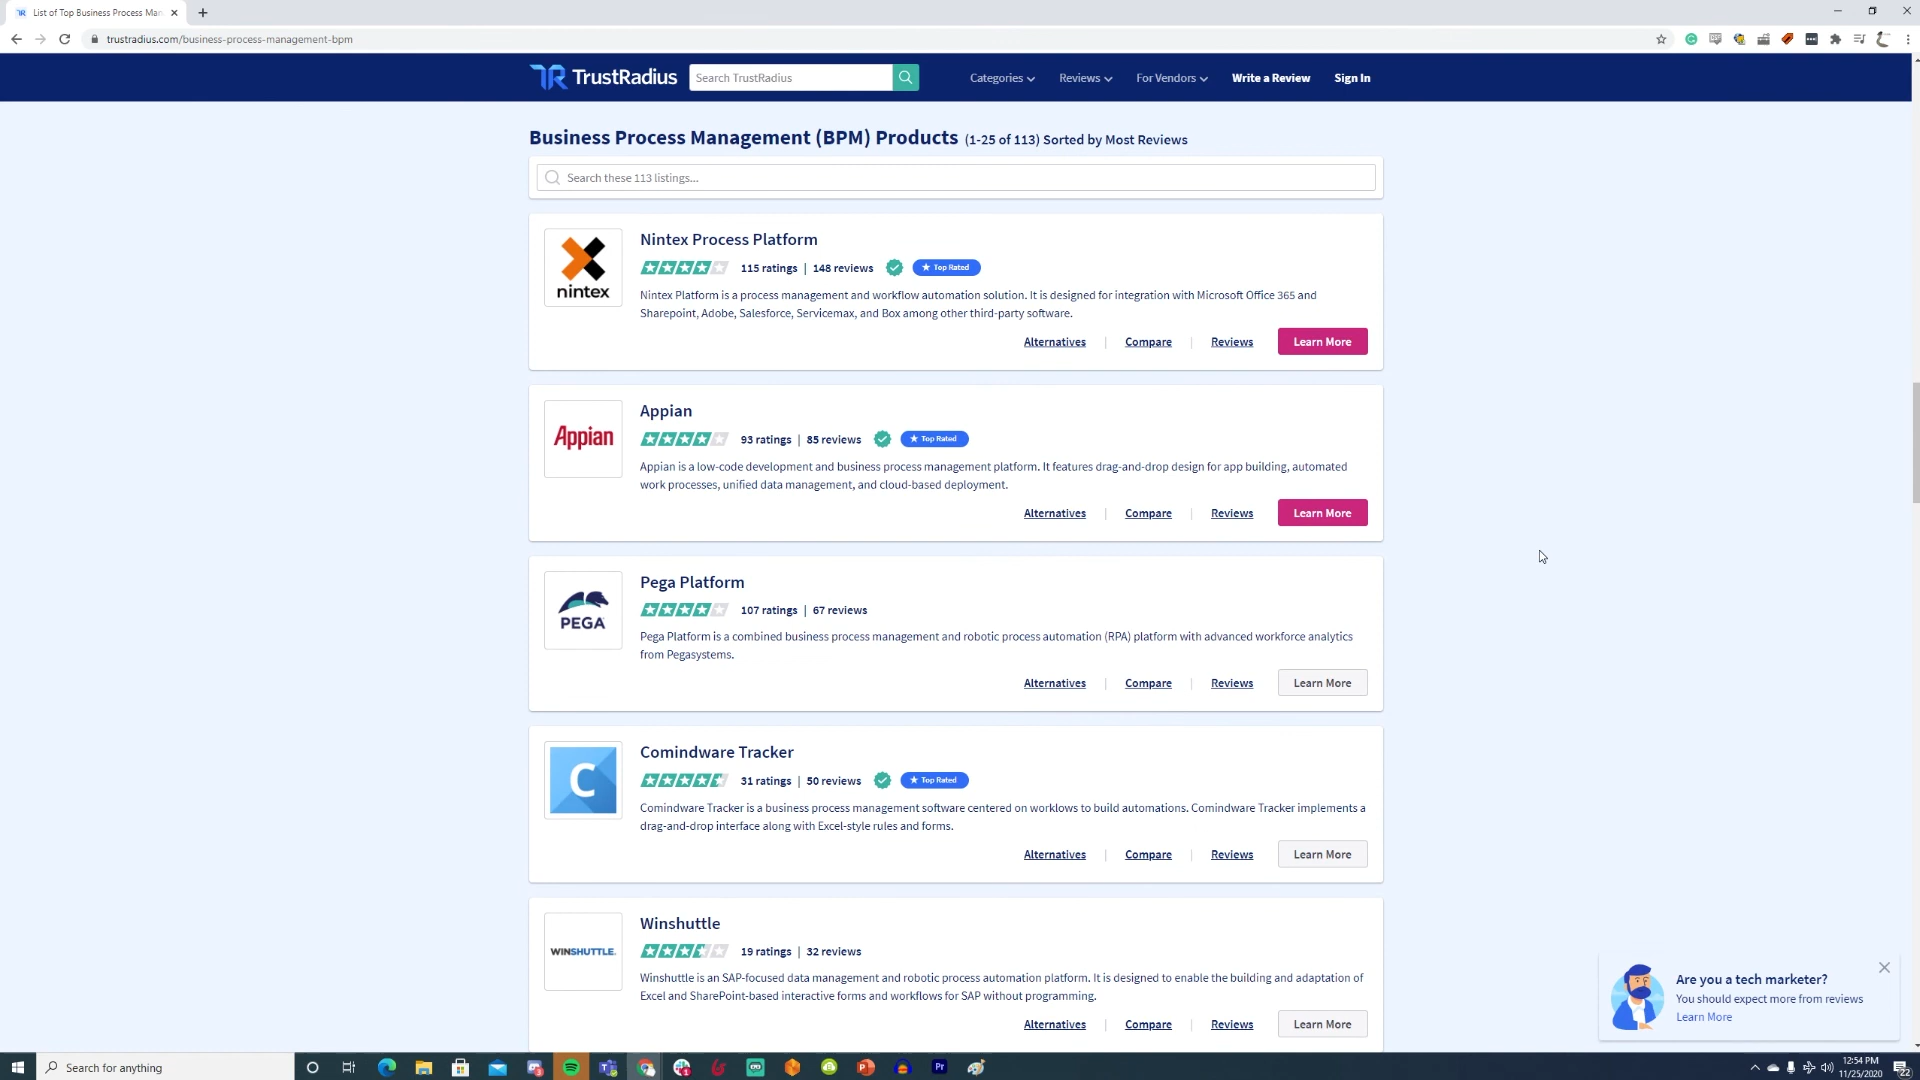 List of Top Business Process Man
trustradius.com/business-process-management-bpm
TrustRadius
Search TrustRadius
Categories
Reviews
For Vendors
Write a Review
Sign In
Business Process Management (BPM) Products (1-25 of 113) Sorted by Most Reviews
Search these 113 listings...
nintex
Nintex Process Platform
115 ratings | 148 reviews
Top Rated
Nintex Platform is a process management and workflow automation solution. It is designed for integration with Microsoft Office 365 and
Sharepoint, Adobe, Salesforce, Servicemax, and Box among other third-party software.
Alternatives | Compare | Reviews
Learn More
Appian
Appian
93 ratings | 85 reviews
Top Rated
Appian is a low-code development and business process management platform. It features drag-and-drop design for app building, automated
work processes, unified data management, and cloud-based deployment.
Alternatives | Compare | Reviews
Learn More
PEGA
Pega Platform
107 ratings | 67 reviews
Pega Platform is a combined business process management and robotic process automation (RPA) platform with advanced workforce analytics
from Pegasystems.
Alternatives | Compare | Reviews
Learn More
C
Comindware Tracker
31 ratings | 50 reviews
Top Rated
Comindware Tracker is a business process management software centered on worklows to build automations. Comindware Tracker implements a
drag-and-drop interface along with Excel-style rules and forms.
Alternatives | Compare | Reviews
Learn More
WINSHUTTLE.
Winshuttle
19 ratings | 32 reviews
Winshuttle is an SAP-focused data management and robotic process automation platform. It is designed to enable the building and adaptation of
Excel and SharePoint-based interactive forms and workflows for SAP without programming.
Alternatives | Compare | Reviews
Learn More
Are you a tech marketer?
You should expect more from reviews
Learn More
Search for anything
12:54 PM
11/25/2020
22